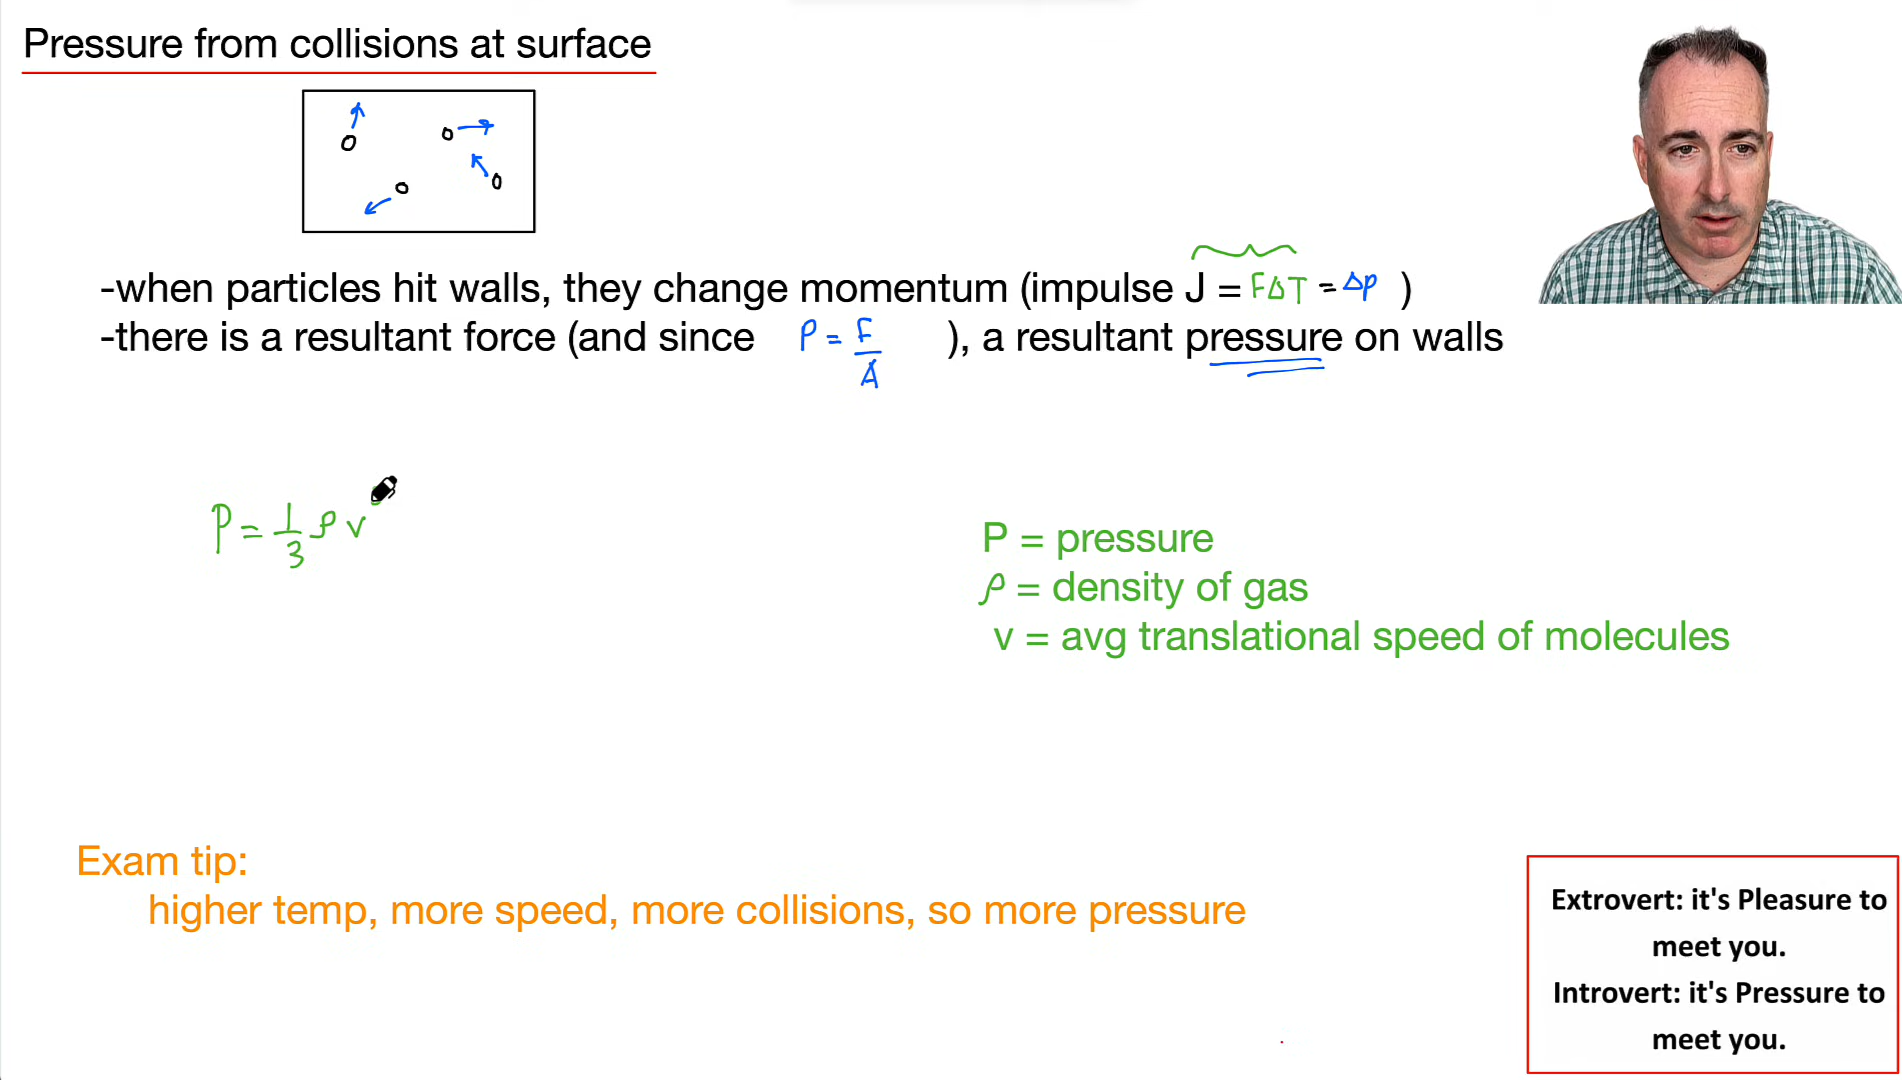 Pressure from collisions at surface
-when particles hit walls, they change momentum (impulse J = FΔT = Δp )
-there is a resultant force (and since P = F/A ), a resultant pressure on walls
P = 1/3 ρ v
P = pressure
ρ = density of gas
v = avg translational speed of molecules
Exam tip:
higher temp, more speed, more collisions, so more pressure
Extrovert: it's Pleasure to
meet you.
Introvert: it's Pressure to
meet you.